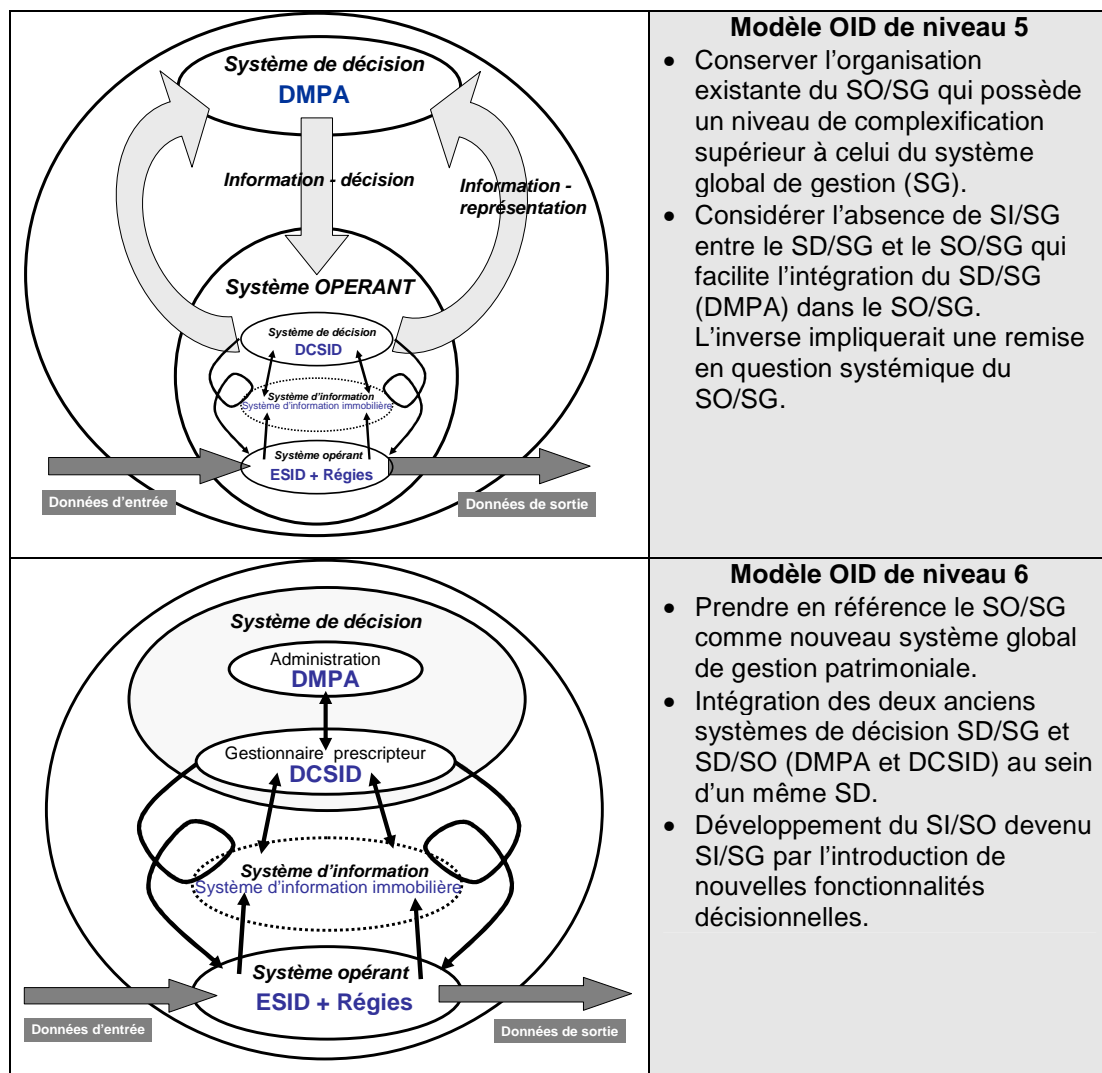 Système de décision
DMPA
Information - décision
Information -
représentation
Système OPERANT
Système de décision
DCSID
Système d'information
Système d'information immobilière
Système opérant
ESID + Régies
Données d'entrée
Données de sortie
Modèle OID de niveau 5
• Conserver l'organisation
existante du SO/SG qui possède
un niveau de complexification
supérieur à celui du système
global de gestion (SG).
• Considérer l'absence de SI/SG
entre le SD/SG et le SO/SG qui
facilite l'intégration du SD/SG
(DMPA) dans le SO/SG.
L'inverse impliquerait une remise
en question systémique du
SO/SG.
Système de décision
Administration
DMPA
Gestionnaire prescripteur
DCSID
Système d'information
Système d'information immobilière
Système opérant
ESID + Régies
Données d'entrée
Données de sortie
Modèle OID de niveau 6
• Prendre en référence le SO/SG
comme nouveau système global
de gestion patrimoniale.
• Intégration des deux anciens
systèmes de décision SD/SG et
SD/SO (DMPA et DCSID) au sein
d'un même SD.
• Développement du SI/SO devenu
SI/SG par l'introduction de
nouvelles fonctionnalités
décisionnelles.